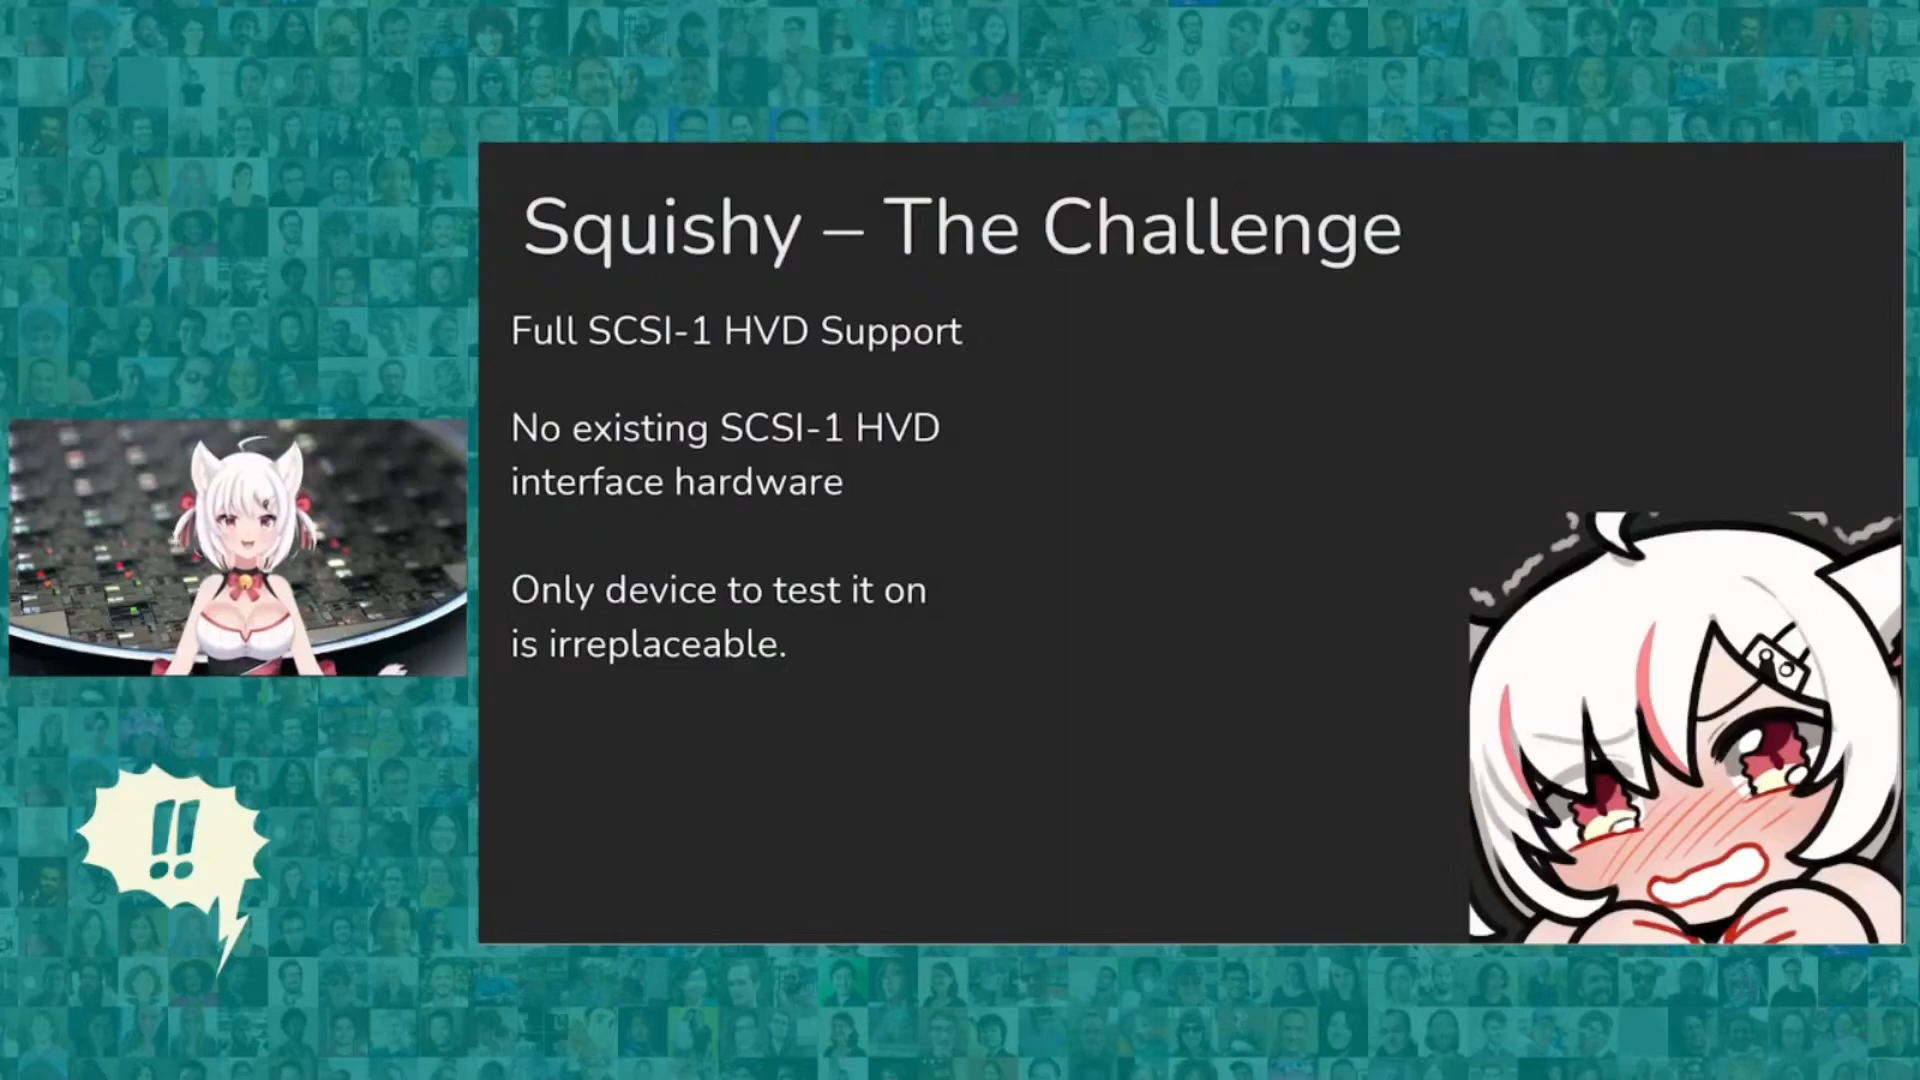 Squishy – The Challenge
Full SCSI-1 HVD Support
No existing SCSI-1 HVD
interface hardware
Only device to test it on
is irreplaceable.
!!